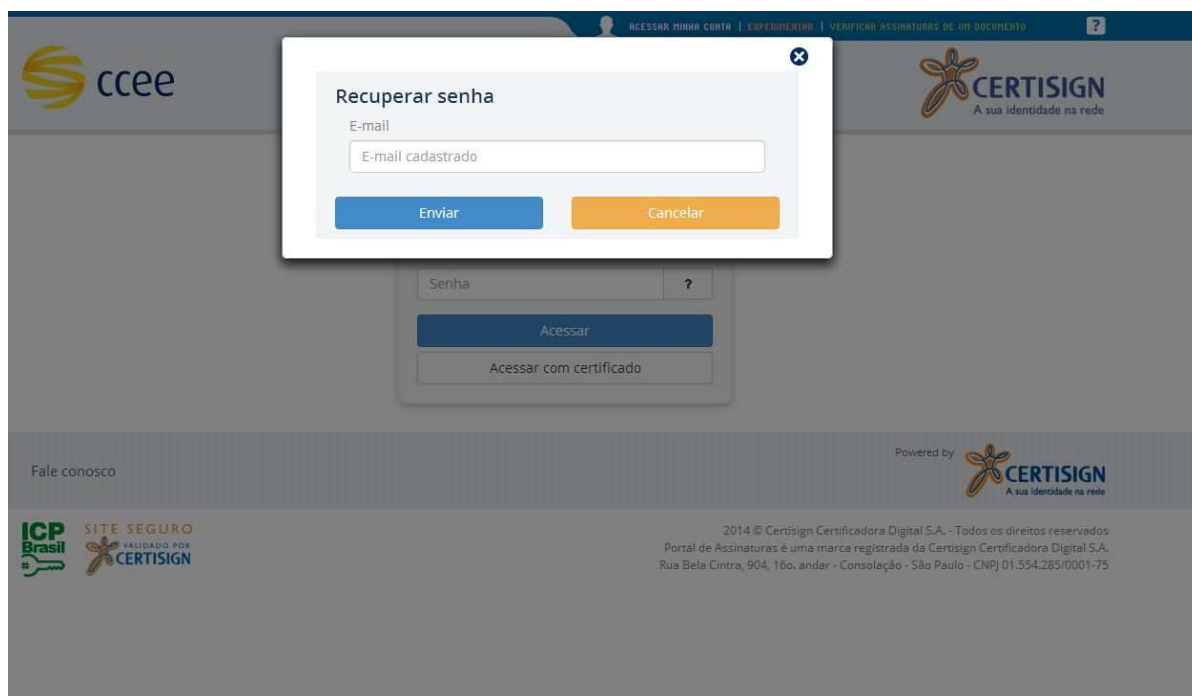 ACESSAR MINHA CONTA | EXPERIMENTAR | VERIFICAR ASSINATURAS DE UM DOCUMENTO ?
ccee
CERTISIGN
A sua identidade na rede
Recuperar senha
E-mail
E-mail cadastrado
Enviar Cancelar
Senha ?
Acessar
Acessar com certificado
Fale conosco
Powered by
CERTISIGN
A sua identidade na rede
ICP
Brasil
SITE SEGURO
VALIDADO POR
CERTISIGN
2014 © Certisign Certificadora Digital S.A. - Todos os direitos reservados
Portal de Assinaturas é uma marca registrada da Certisign Certificadora Digital S.A.
Rua Bela Cintra, 904, 16o. andar - Consolação - São Paulo - CNPJ 01.554.285/0001-75